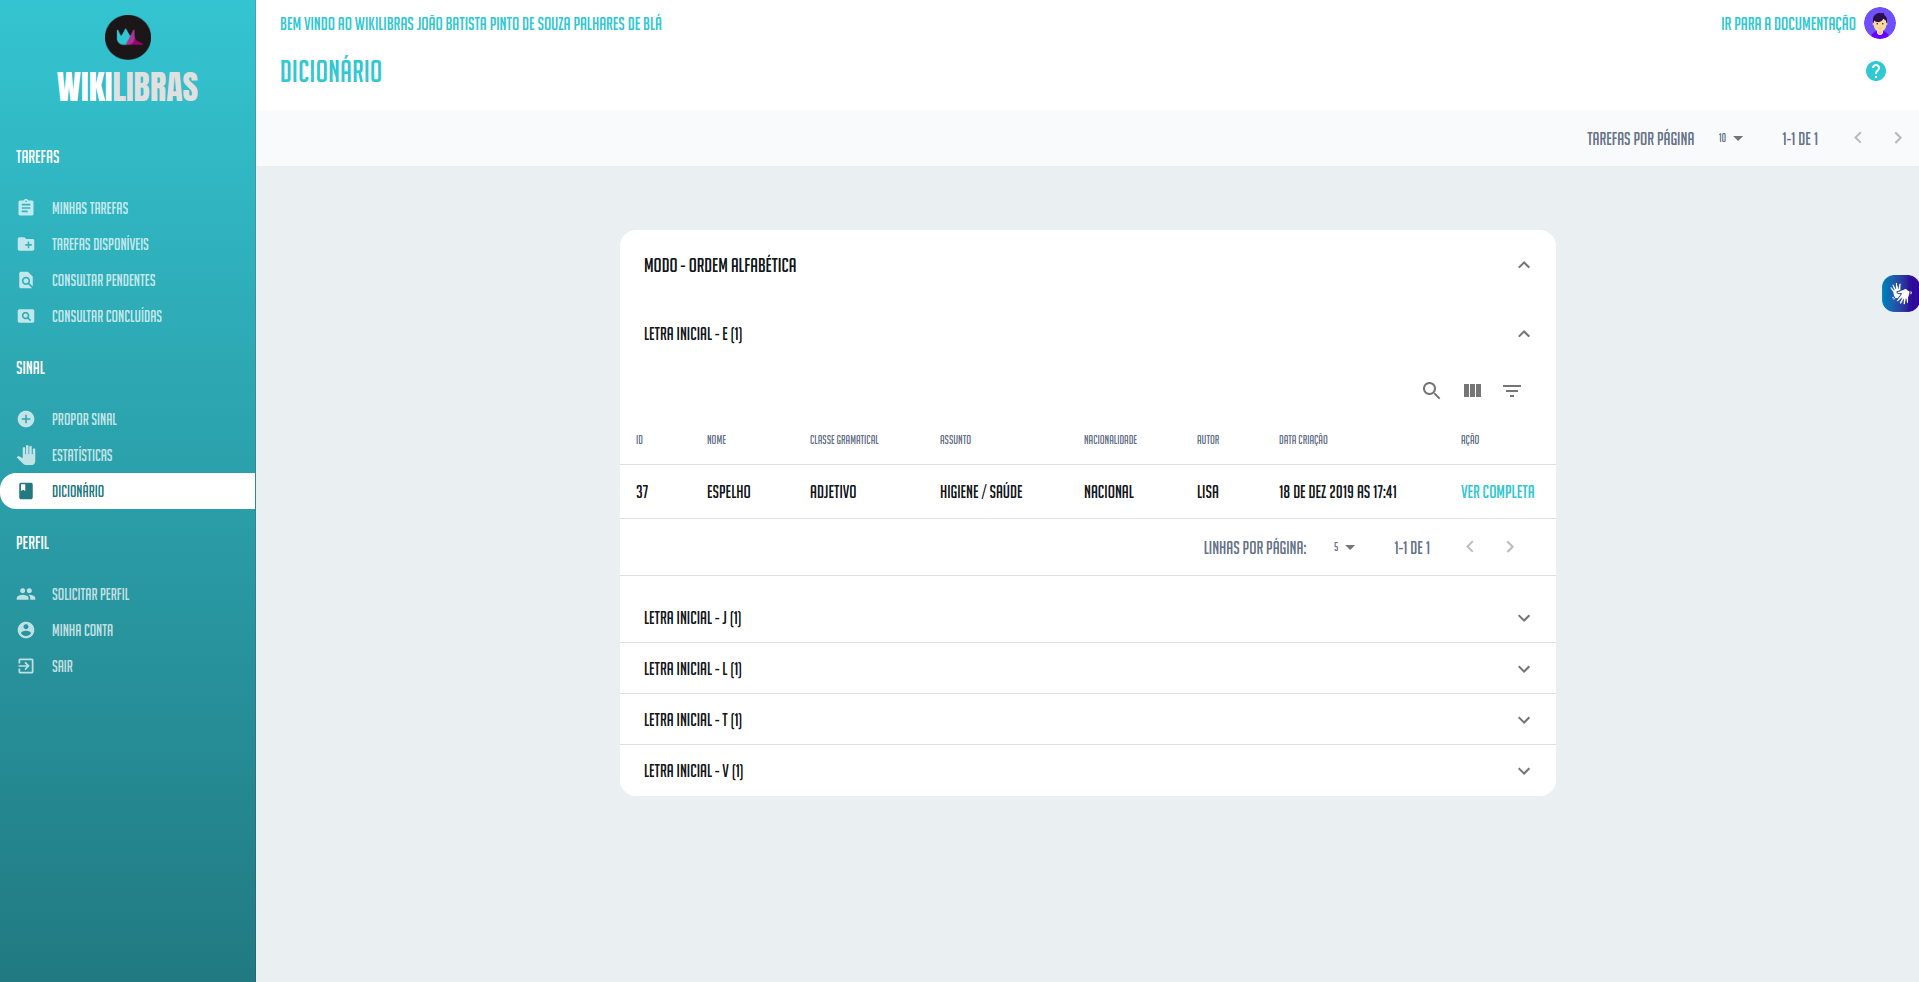 BEM VINDO AO WIKILIBRAS JOÃO BATISTA PINTO DE SOUZA PALHARES DE BLÁ
IR PARA A DOCUMENTAÇÃO
WIKILIBRAS
DICIONÁRIO
?
TAREFAS POR PÁGINA 10 1-1 DE 1
TAREFAS
MINHAS TAREFAS
TAREFAS DISPONÍVEIS
CONSULTAR PENDENTES
CONSULTAR CONCLUÍDAS
SINAL
PROPOR SINAL
ESTATÍSTICAS
DICIONÁRIO
PERFIL
SOLICITAR PERFIL
MINHA CONTA
SAIR
MODO - ORDEM ALFABÉTICA
LETRA INICIAL - E (1)
ID NOME CLASSE GRAMATICAL ASSUNTO NACIONALIDADE AUTOR DATA CRIAÇÃO AÇÃO
37 ESPELHO ADJETIVO HIGIENE / SAÚDE NACIONAL LISA 18 DE DEZ 2019 AS 17:41 VER COMPLETA
LINHAS POR PÁGINA: 5 1-1 DE 1
LETRA INICIAL - J (1)
LETRA INICIAL - L (1)
LETRA INICIAL - T (1)
LETRA INICIAL - V (1)